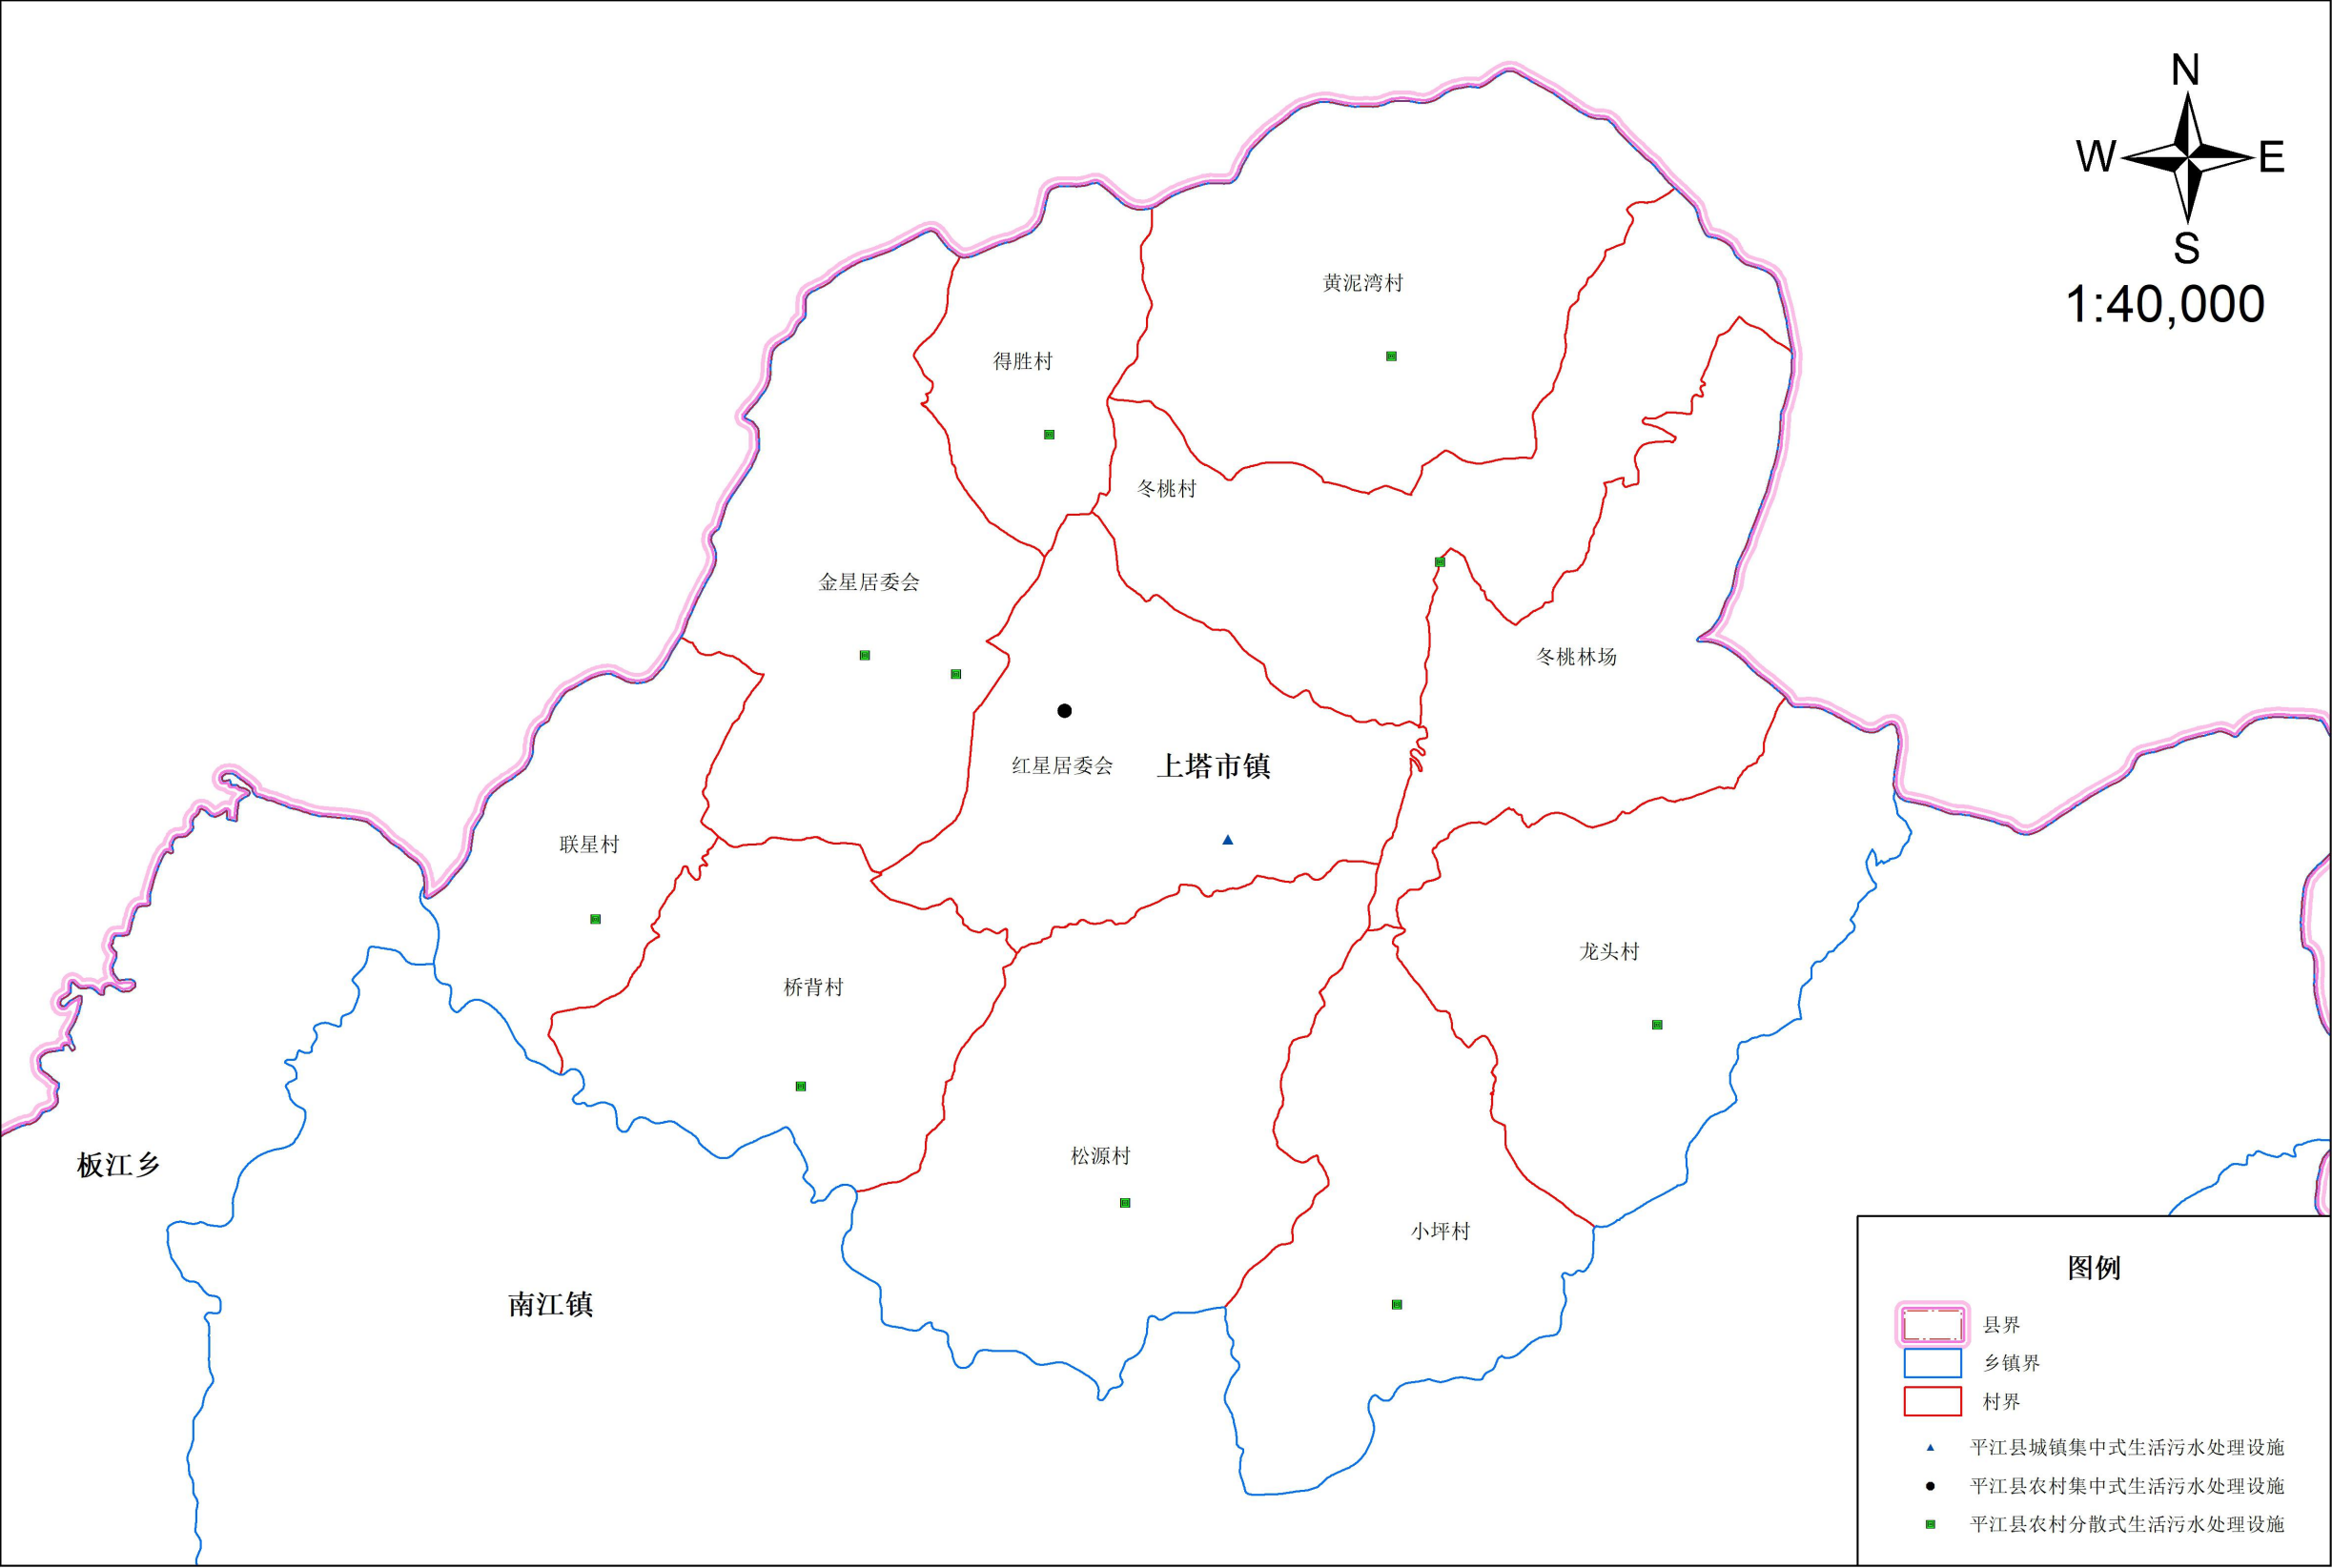 N
W E
S
1:40,000
黄泥湾村
得胜村
冬桃村
金星居委会
冬桃林场
红星居委会
上塔市镇
联星村
龙头村
桥背村
松源村
板江乡
小坪村
南江镇
图例
县界
乡镇界
村界
平江县城镇集中式生活污水处理设施
平江县农村集中式生活污水处理设施
平江县农村分散式生活污水处理设施